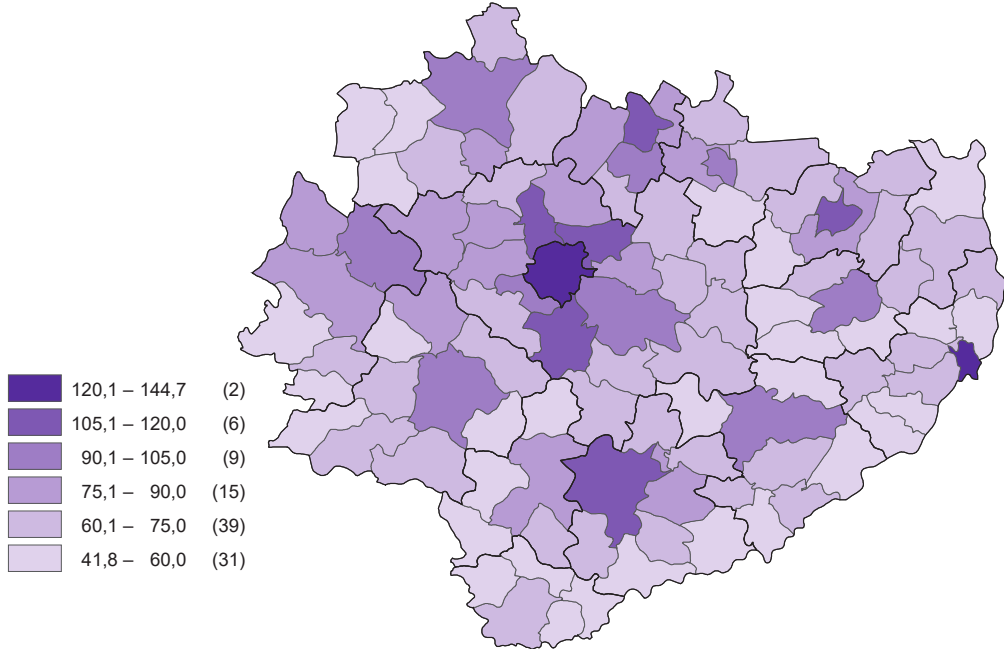 120,1 – 144,7 (2)
105,1 – 120,0 (6)
90,1 – 105,0 (9)
75,1 – 90,0 (15)
60,1 – 75,0 (39)
41,8 – 60,0 (31)